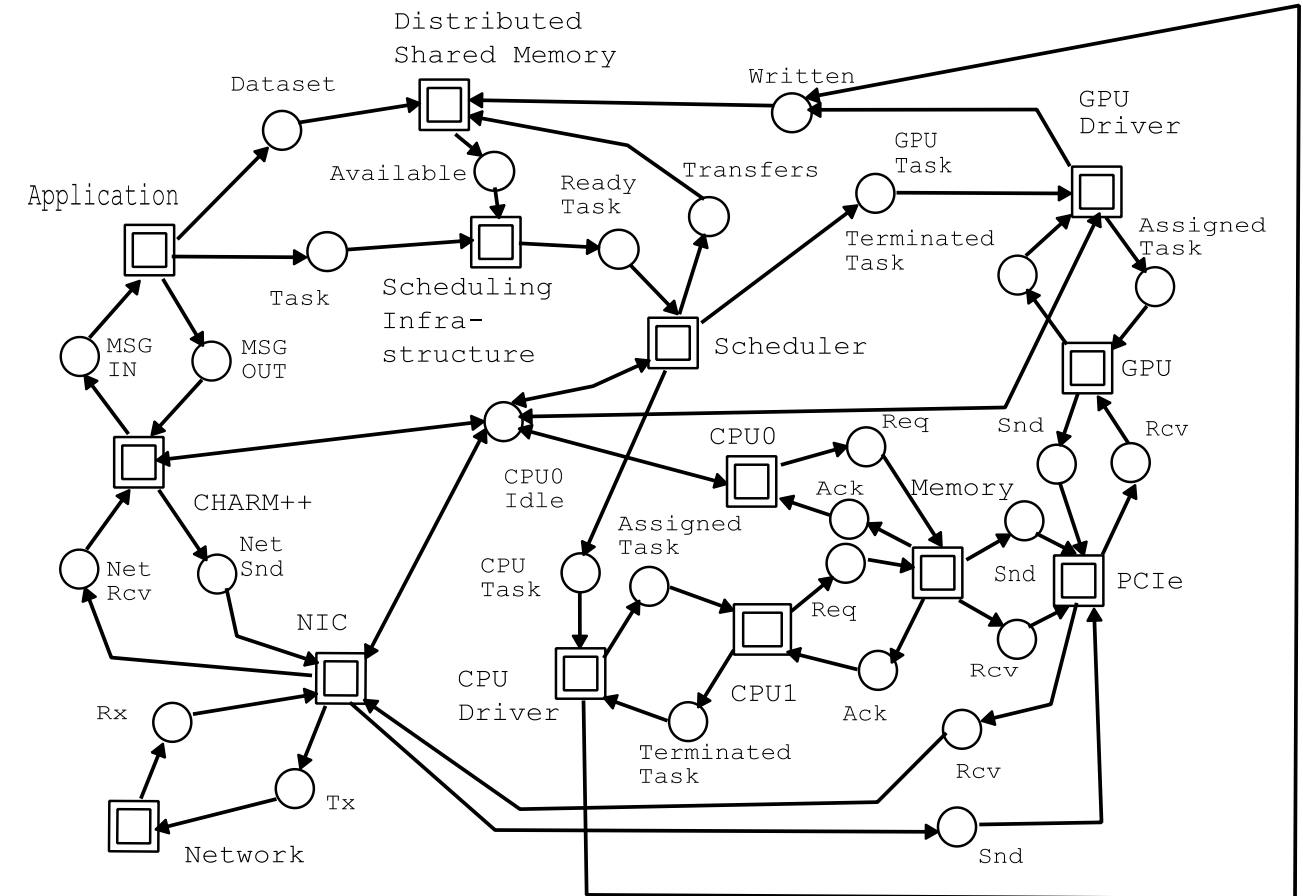 Distributed
Shared Memory
Dataset
Written
GPU
Driver
GPU
Task
Application
Available
Ready
Task
Transfers
Terminated
Task
Assigned
Task
Task
Scheduling
Infra-
structure
MSG
IN
MSG
OUT
Scheduler
GPU
Snd
Rcv
CPU0
Req
CPU0
Idle
CHARM++
Ack
Memory
Assigned
Task
Net
Snd
Net
Rcv
CPU
Task
Snd
PCIe
Req
NIC
Rcv
CPU
Driver
CPU1
Ack
Rx
Terminated
Task
Rcv
Tx
Network
Snd